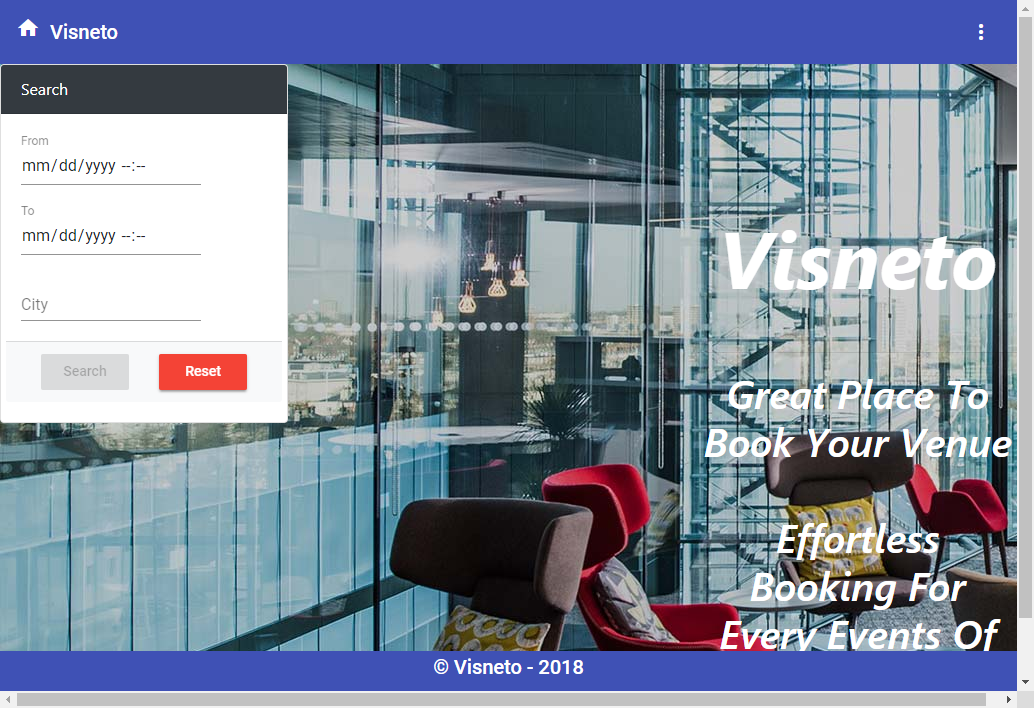 Visneto
Search
From
mm/dd/yyyy --:--
To
mm/dd/yyyy --:--
City
Search
Reset
Visneto
Great Place To
Book Your Venue
Effortless
Booking For
Every Events Of
© Visneto - 2018